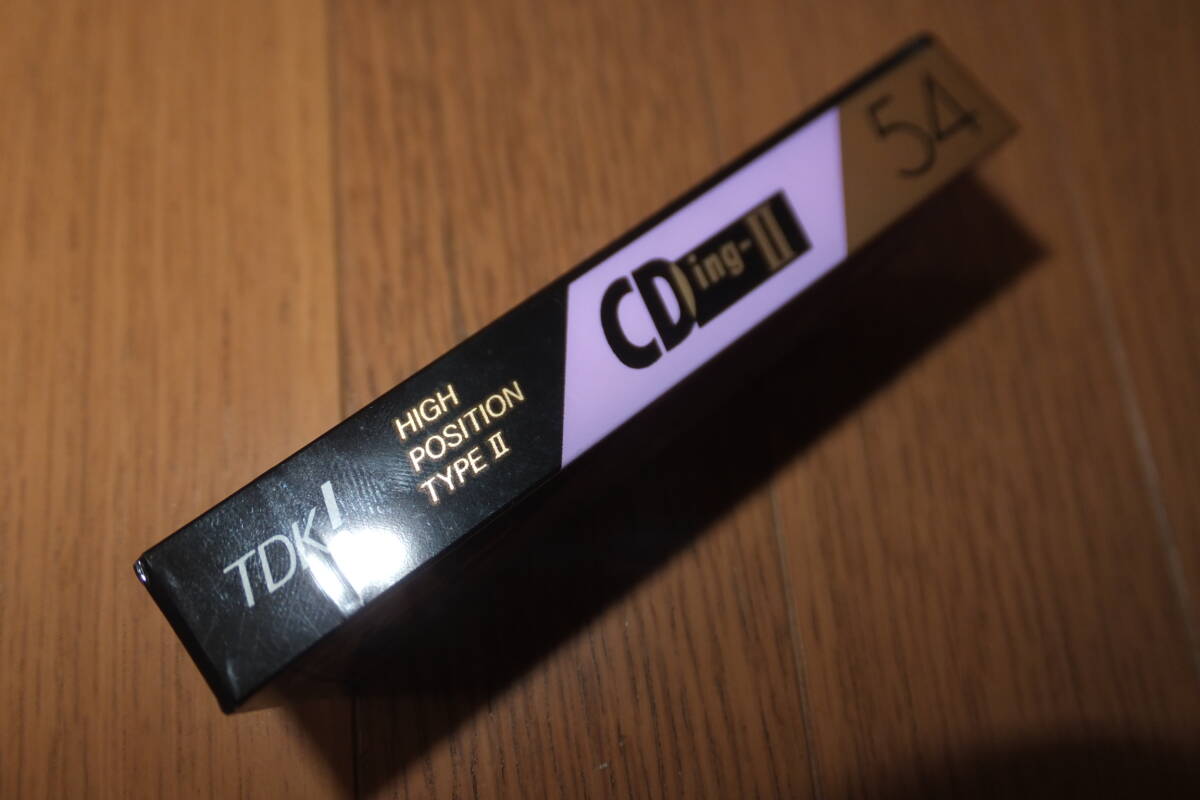 TDK
HIGH
POSITION
TYPE II
CDing-II
54